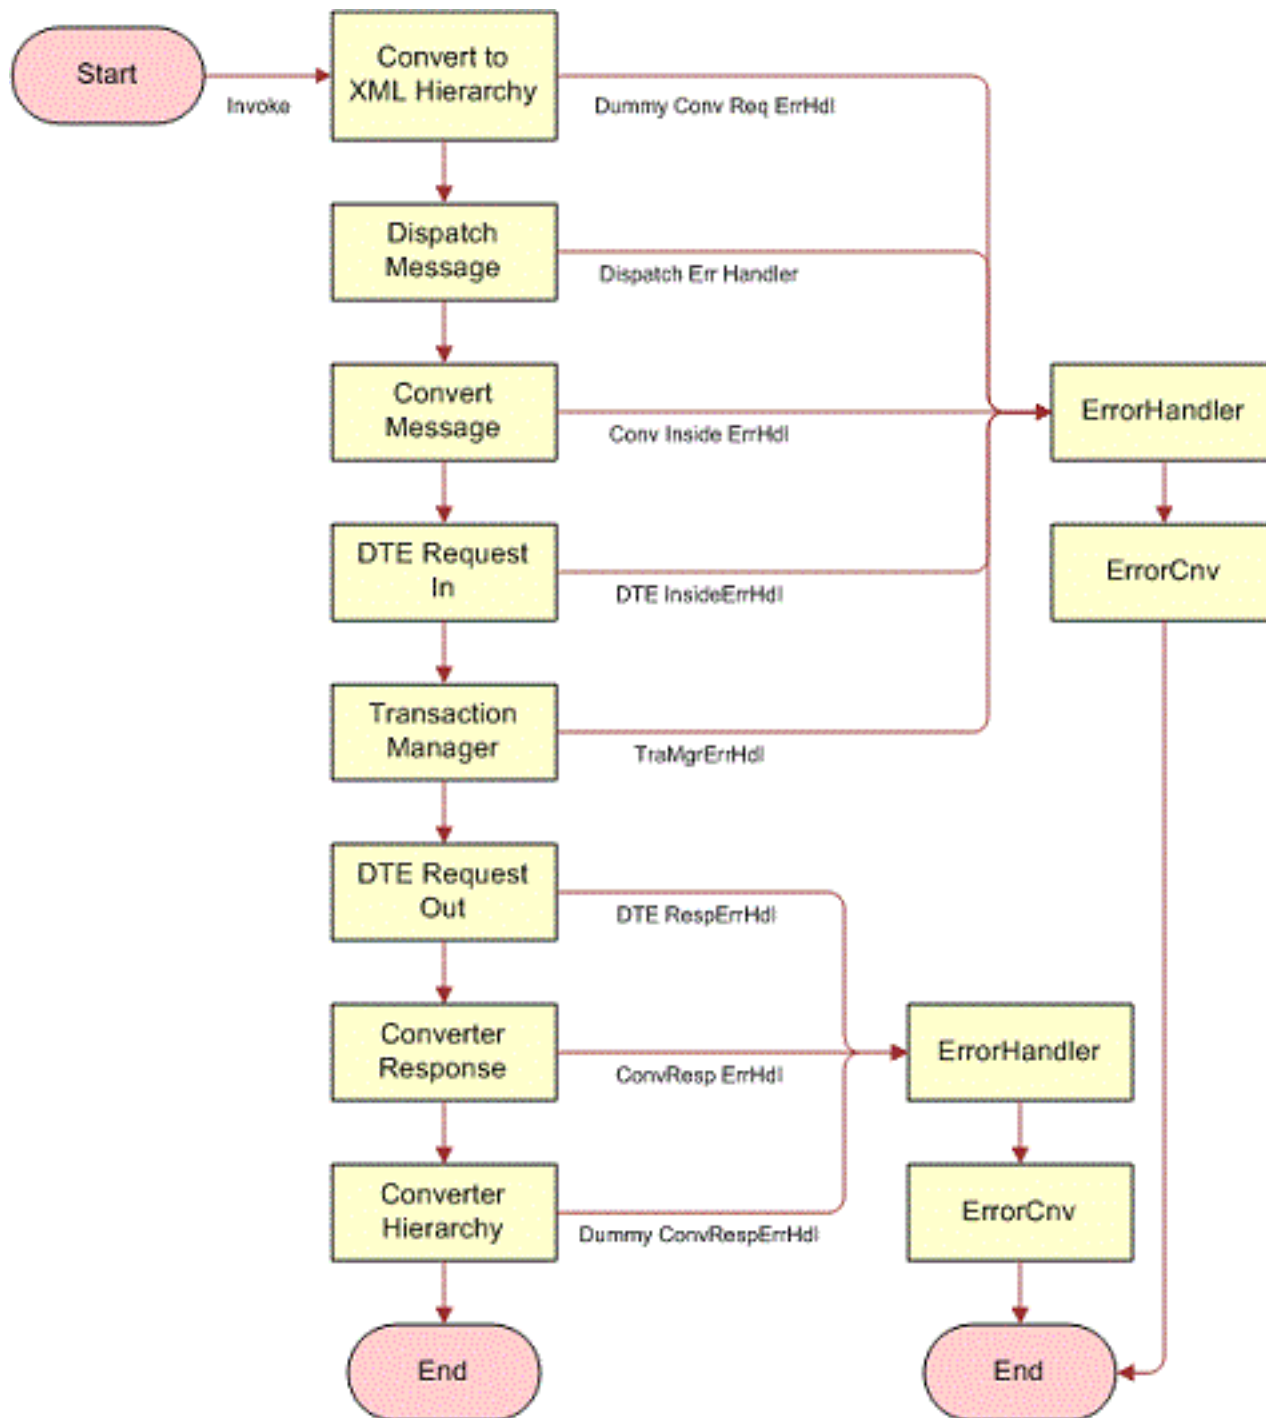 Start
Invoke
Convert to
XML Hierarchy
Dummy Conv Req ErrHdl
Dispatch
Message
Dispatch Err Handler
Convert
Message
Conv Inside ErrHdl
ErrorHandler
DTE Request
In
DTE InsideErrHdl
ErrorCnv
Transaction
Manager
TraMgrErrHdl
DTE Request
Out
DTE RespErrHdl
Converter
Response
ConvResp ErrHdl
ErrorHandler
Converter
Hierarchy
Dummy ConvRespErrHdl
ErrorCnv
End
End